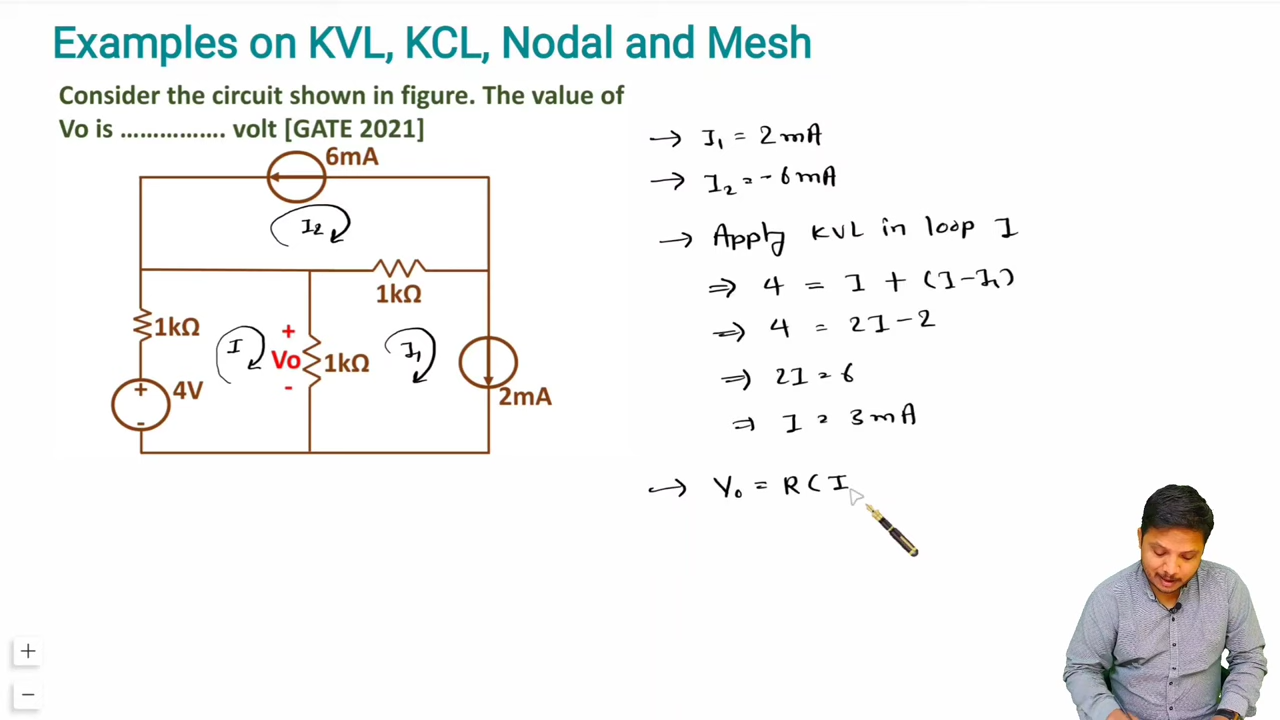 Examples on KVL, KCL, Nodal and Mesh
Consider the circuit shown in figure. The value of
Vo is ................ volt [GATE 2021]
6mA
I₂
1kΩ
1kΩ
I
+
Vo
-
1kΩ
I₁
+
-
4V
2mA
→ I₁ = 2mA
→ I₂ = -6mA
→ Apply KVL in loop I
⇒ 4 = I + (I-I₁)
⇒ 4 = 2I-2
⇒ 2I = 6
⇒ I = 3mA
→ V₀ = R(I
+
−